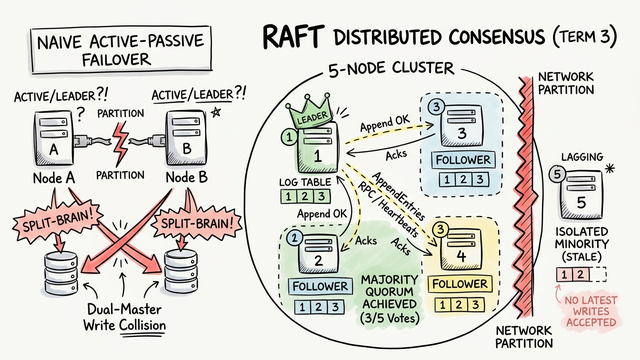 NAIVE ACTIVE-PASSIVE
FAILOVER
ACTIVE/LEADER?!
ACTIVE/LEADER?!
?
PARTITION
A
B
PARTITION
Node A
Node B
SPLIT-BRAIN!
SPLIT-BRAIN!
Dual-Master
Write Collision
RAFT DISTRIBUTED CONSENSUS (TERM 3)
5-NODE CLUSTER
LEADER
1
1
LOG TABLE
1 2 3
Append OK
Acks
3
3
FOLLOWER
1 2 3
AppendEntries
RPC/Heartbeats
Acks
Append OK
Acks
2
2
FOLLOWER
1 2 3
MAJORITY
QUORUM
ACHIEVED
(3/5 Votes)
3
4
FOLLOWER
1 2 3
NETWORK
PARTITION
LAGGING
5
5
*
ISOLATED
MINORITY
(STALE)
1 2
NO LATEST
WRITES
ACCEPTED
NETWORK
PARTITION